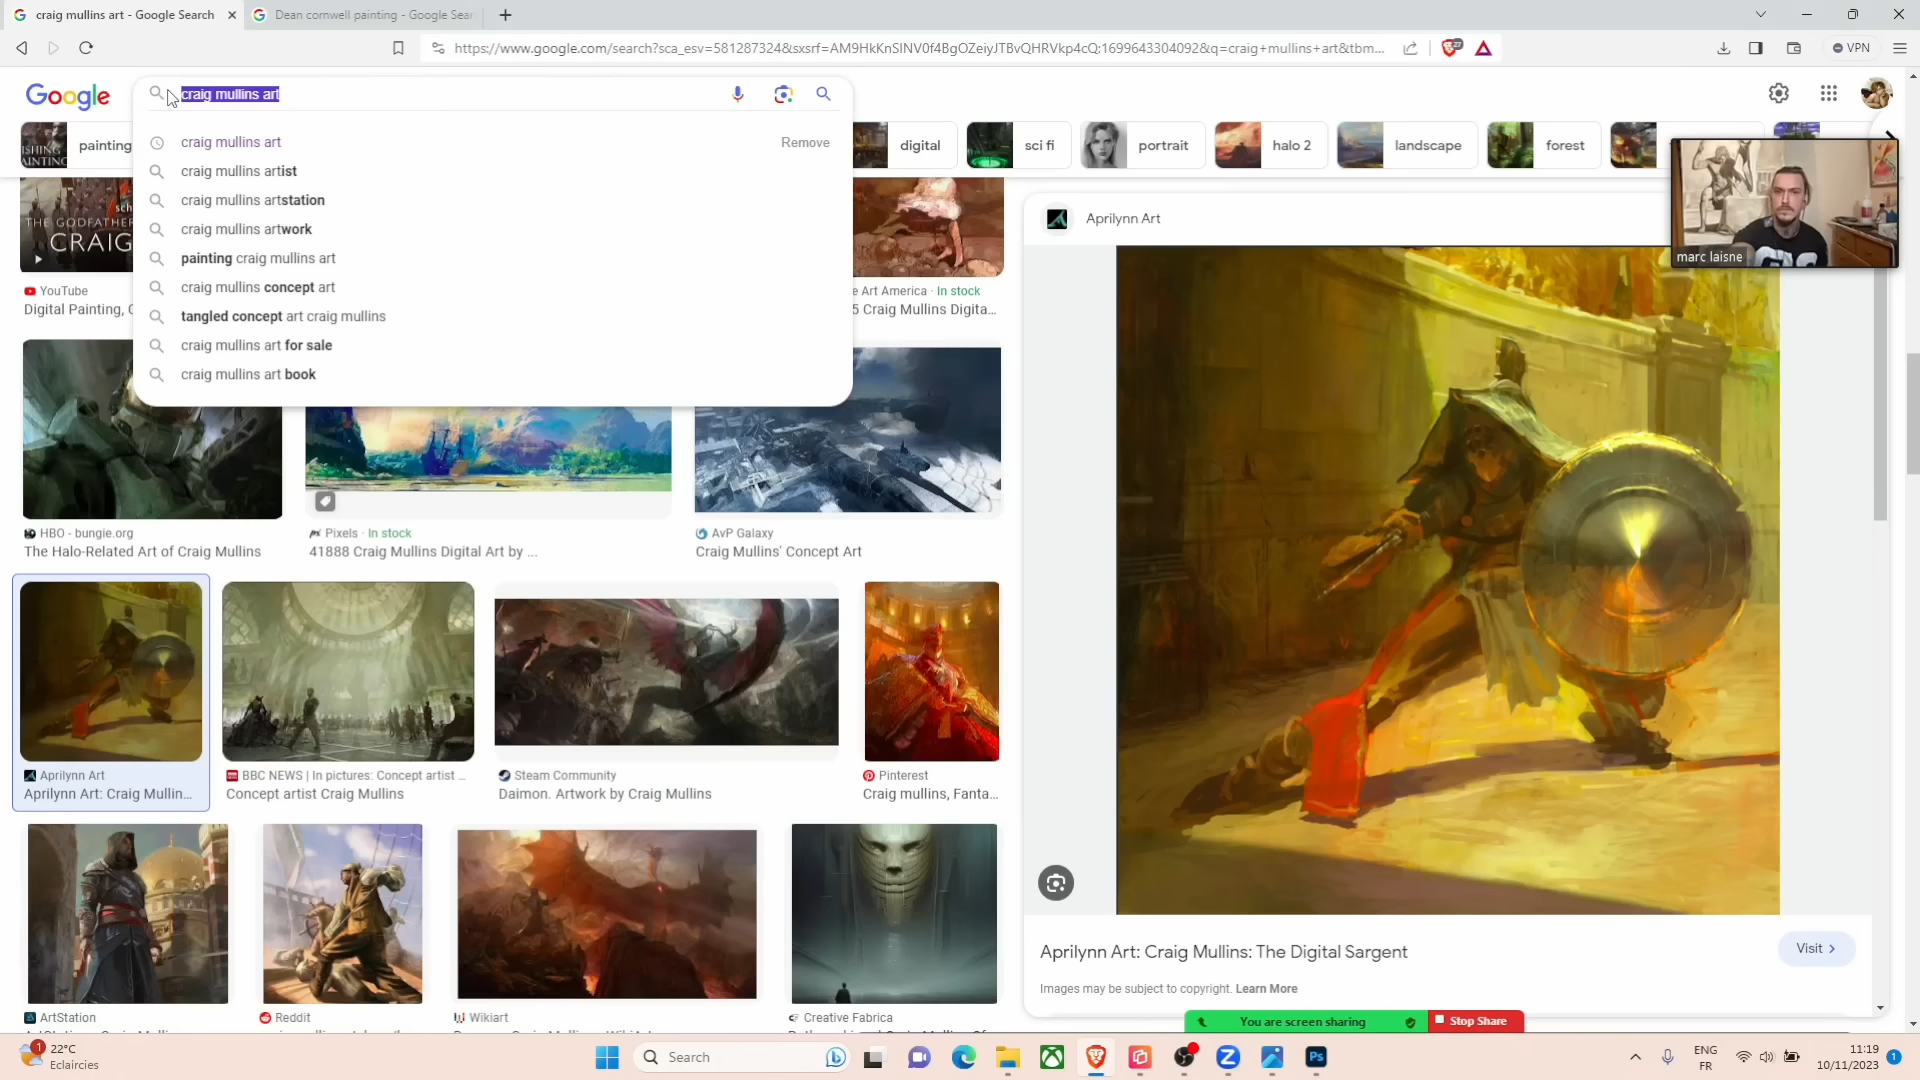 craig mullins art - Google Search
Dean cornwell painting - Google Sear
https://www.google.com/search?sca_esv=581287324&sxsrf=AM9HkKnSlNV0f4BgOZeiyJTBvQHRVkp4cQ:1699643304092&q=craig+mullins+art&tbm...
27
VPN
Google
craig mullins art
painting
digital
sci fi
portrait
halo 2
landscape
forest
craig mullins art
Remove
craig mullins artist
craig mullins artstation
craig mullins artwork
painting craig mullins art
craig mullins concept art
tangled concept art craig mullins
craig mullins art for sale
craig mullins art book
THE GODFATHER
CRAIG
YouTube
Digital Painting,
e Art America · In stock
5 Craig Mullins Digita...
Aprilynn Art
marc laisne
HBO - bungie.org
The Halo-Related Art of Craig Mullins
Pixels · In stock
41888 Craig Mullins Digital Art by ...
AvP Galaxy
Craig Mullins' Concept Art
Aprilynn Art
Aprilynn Art: Craig Mullin...
BBC NEWS | In pictures: Concept artist ...
Concept artist Craig Mullins
Steam Community
Daimon. Artwork by Craig Mullins
Pinterest
Craig mullins, Fanta...
Aprilynn Art: Craig Mullins: The Digital Sargent
Visit
Images may be subject to copyright. Learn More
ArtStation
Reddit
Wikiart
Creative Fabrica
You are screen sharing
Stop Share
1
22°C
Eclaircies
Search
Ps
ENG
FR
11:19
10/11/2023
1